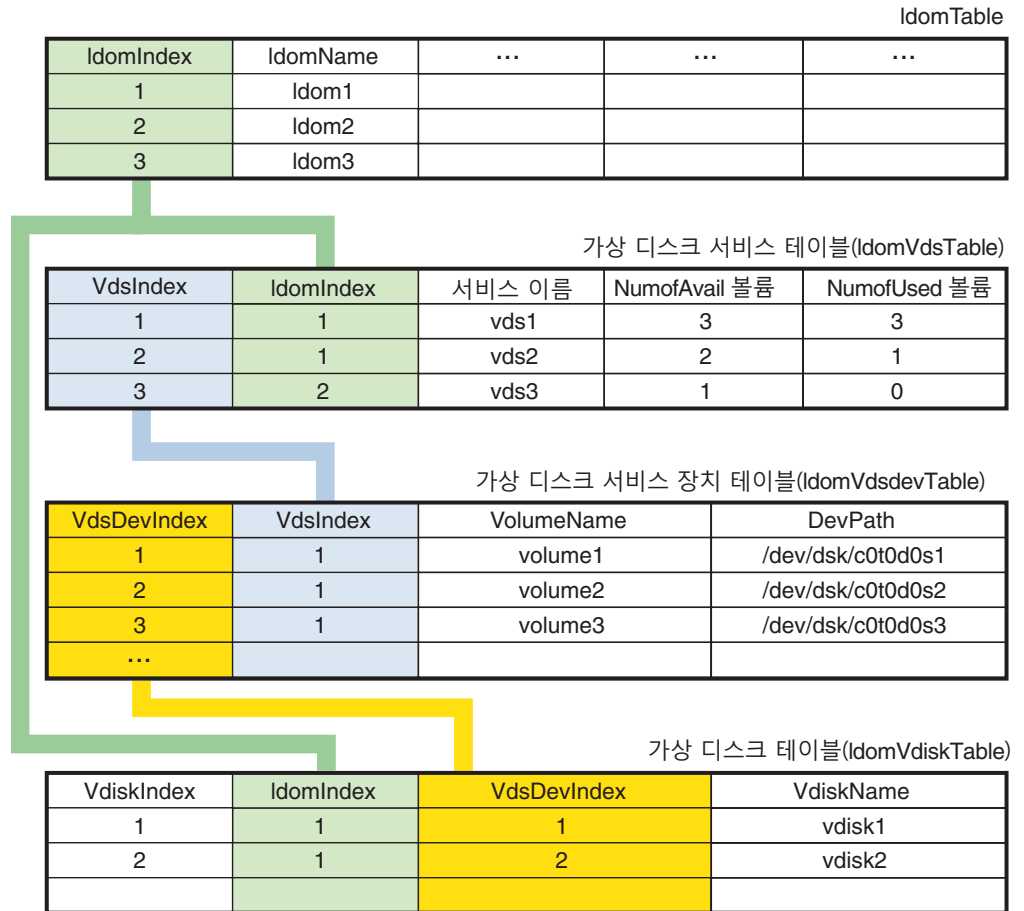 ldomTable
ldomIndex ldomName ... ... ...
1 ldom1
2 ldom2
3 ldom3
가상 디스크 서비스 테이블(ldomVdsTable)
VdsIndex ldomIndex 서비스 이름 NumofAvail 볼륨 NumofUsed 볼륨
1 1 vds1 3 3
2 1 vds2 2 1
3 2 vds3 1 0
가상 디스크 서비스 장치 테이블(ldomVdsdevTable)
VdsDevIndex VdsIndex VolumeName DevPath
1 1 volume1 /dev/dsk/c0t0d0s1
2 1 volume2 /dev/dsk/c0t0d0s2
3 1 volume3 /dev/dsk/c0t0d0s3
...
가상 디스크 테이블(ldomVdiskTable)
VdiskIndex ldomIndex VdsDevIndex VdiskName
1 1 1 vdisk1
2 1 2 vdisk2